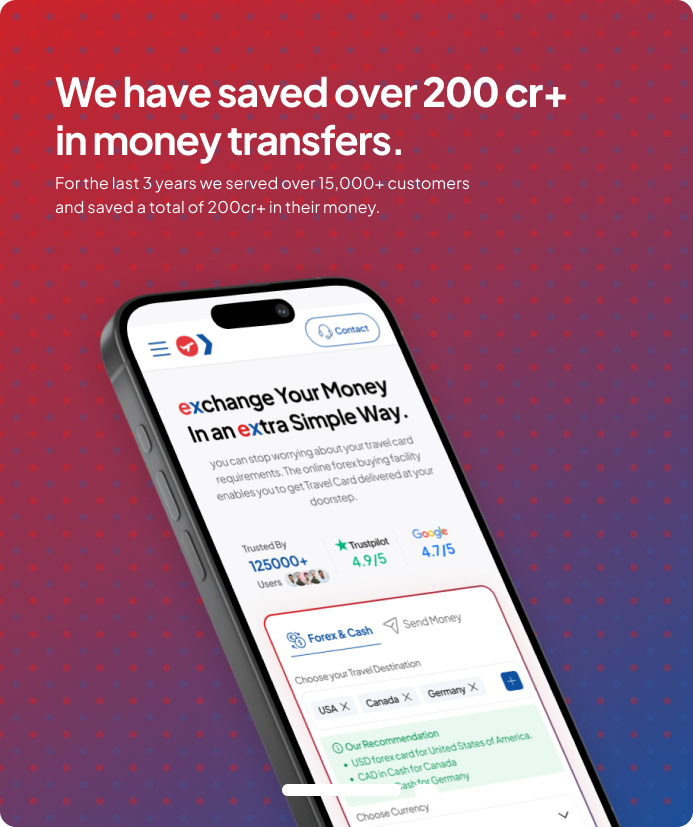 We have saved over 200 cr+
in money transfers.
For the last 3 years we served over 15,000+ customers
and saved a total of 200cr+ in their money.
Contact
exchange Your Money
In an extra Simple Way.
you can stop worrying about your travel card
requirements. The online forex buying facility
enables you to get Travel Card delivered at your
doorstep.
Trusted By
125000+
Users
Trustpilot
4.9/5
Google
4.7/5
Forex & Cash
Send Money
Choose your Travel Destination
USA
Canada
Germany
Our Recommendation
USD forex card for United States of America.
CAD in Cash for Canada
Cash for Germany
Choose Currency